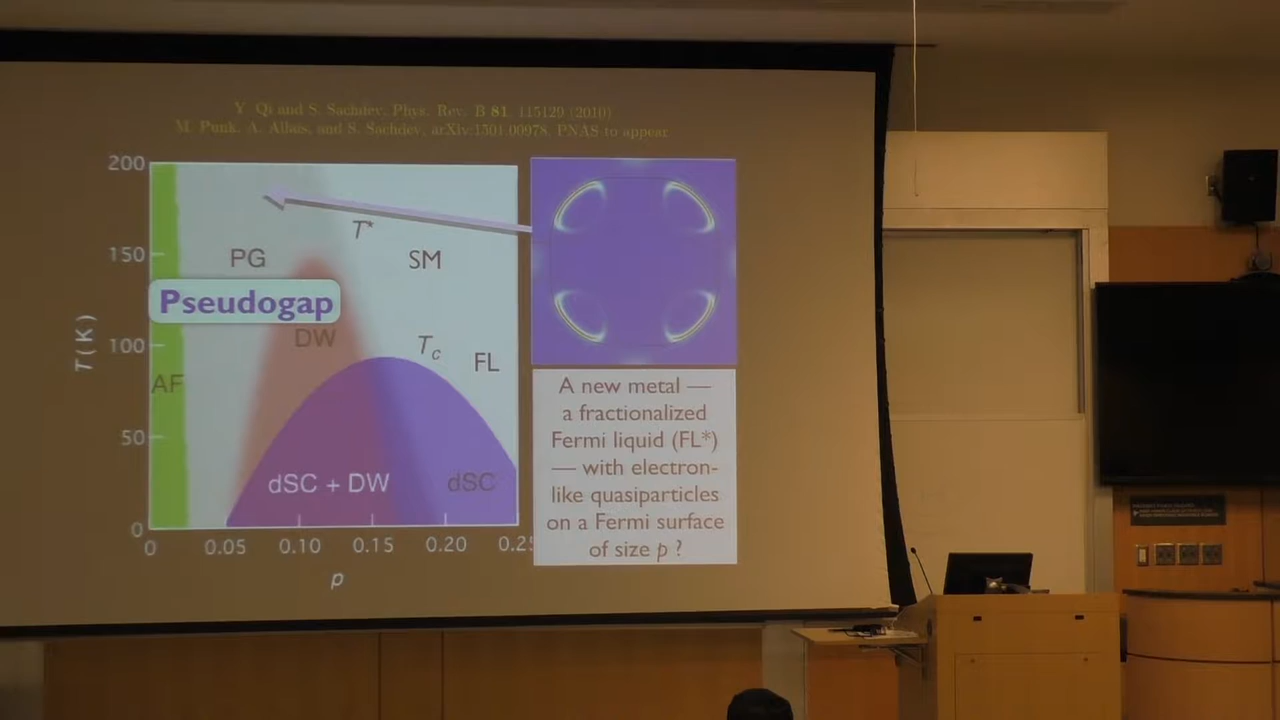 Y. Qi and S. Sachdev, Phys. Rev. B 81, 115129 (2010)
M. Punk, A. Allais, and S. Sachdev, arXiv:1501.00978, PNAS to appear
200
150
100
50
0
T(K)
T*
PG
SM
Pseudogap
DW
Tc
FL
AF
dSC + DW
dSC
0
0.05
0.10
0.15
0.20
0.25
p
A new metal —
a fractionalized
Fermi liquid (FL*)
— with electron-
like quasiparticles
on a Fermi surface
of size p ?